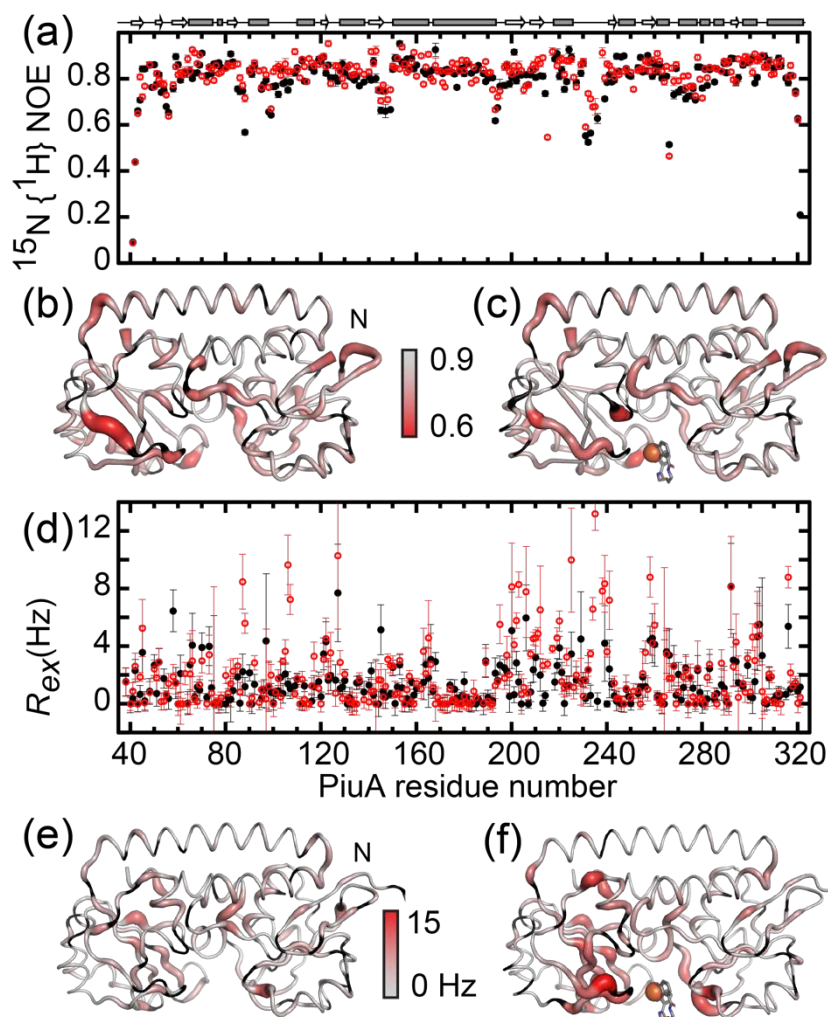 (a)
15N {1H} NOE
0.8
0.6
0.4
0.2
0
(b)
N
0.9
0.6
(c)
(d)
Rex(Hz)
12
8
4
0
40 80 120 160 200 240 280 320
PiuA residue number
(e)
N
15
0 Hz
(f)